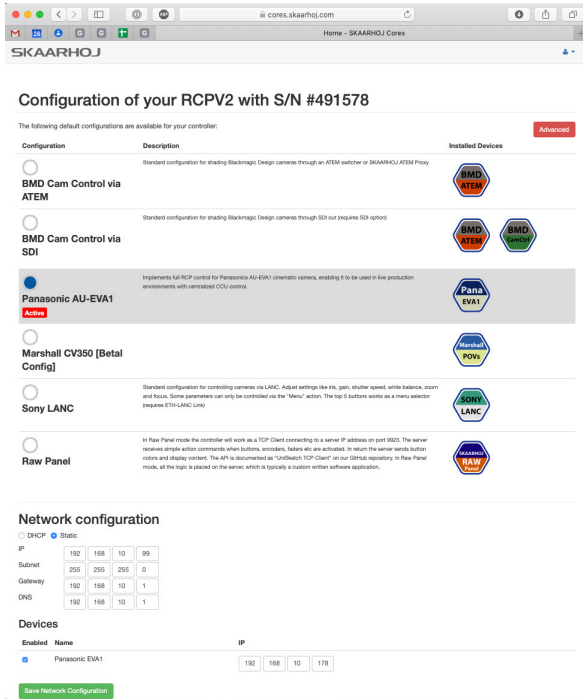 cores.skaarhoj.com
ABP
28
Home - SKAARHOJ Cores
SKAARHOJ
Configuration of your RCPV2 with S/N #491578
The following default configurations are available for your controller:
Advanced
Configuration Description Installed Devices
BMD Cam Control via ATEM
Standard configuration for shading Blackmagic Design cameras through an ATEM switcher or SKAARHOJ ATEM Proxy
BMD
ATEM
BMD Cam Control via SDI
Standard configuration for shading Blackmagic Design cameras through SDI out (requires SDI option)
BMD
ATEM
BMD
CamCtrl
Panasonic AU-EVA1
Active
Implements full RCP control for Panasonics AU-EVA1 cinematic camera, enabling it to be used in live production
environments with centralized CCU control.
Pana
EVA1
Marshall CV350 [Betal Config]
Marshall
POVs
Sony LANC
Standard configuration for controlling cameras via LANC. Adjust settings like iris, gain, shutter speed, white balance, zoom
and focus. Some parameters can only be controlled via the "Menu" action. The top 5 buttons works as a menu selector
(requires ETH-LANC Link)
SONY
LANC
Raw Panel
In Raw Panel mode the controller will work as a TCP Client connecting to a server IP address on port 9923. The server
receives simple action commands when buttons, encoders, faders etc are activated. In return the server sends button
colors and display content. The API is documented as "UniSketch TCP Client" on our GitHub repository. In Raw Panel
mode, all the logic is placed on the server, which is typically a custom written software application.
SKAARHOJ
RAW
Panel
Network configuration
DHCP Static
IP 192 168 10 99
Subnet 255 255 255 0
Gateway 192 168 10 1
DNS 192 168 10 1
Devices
Enabled Name IP
Panasonic EVA1 192 168 10 178
Save Network Configuration